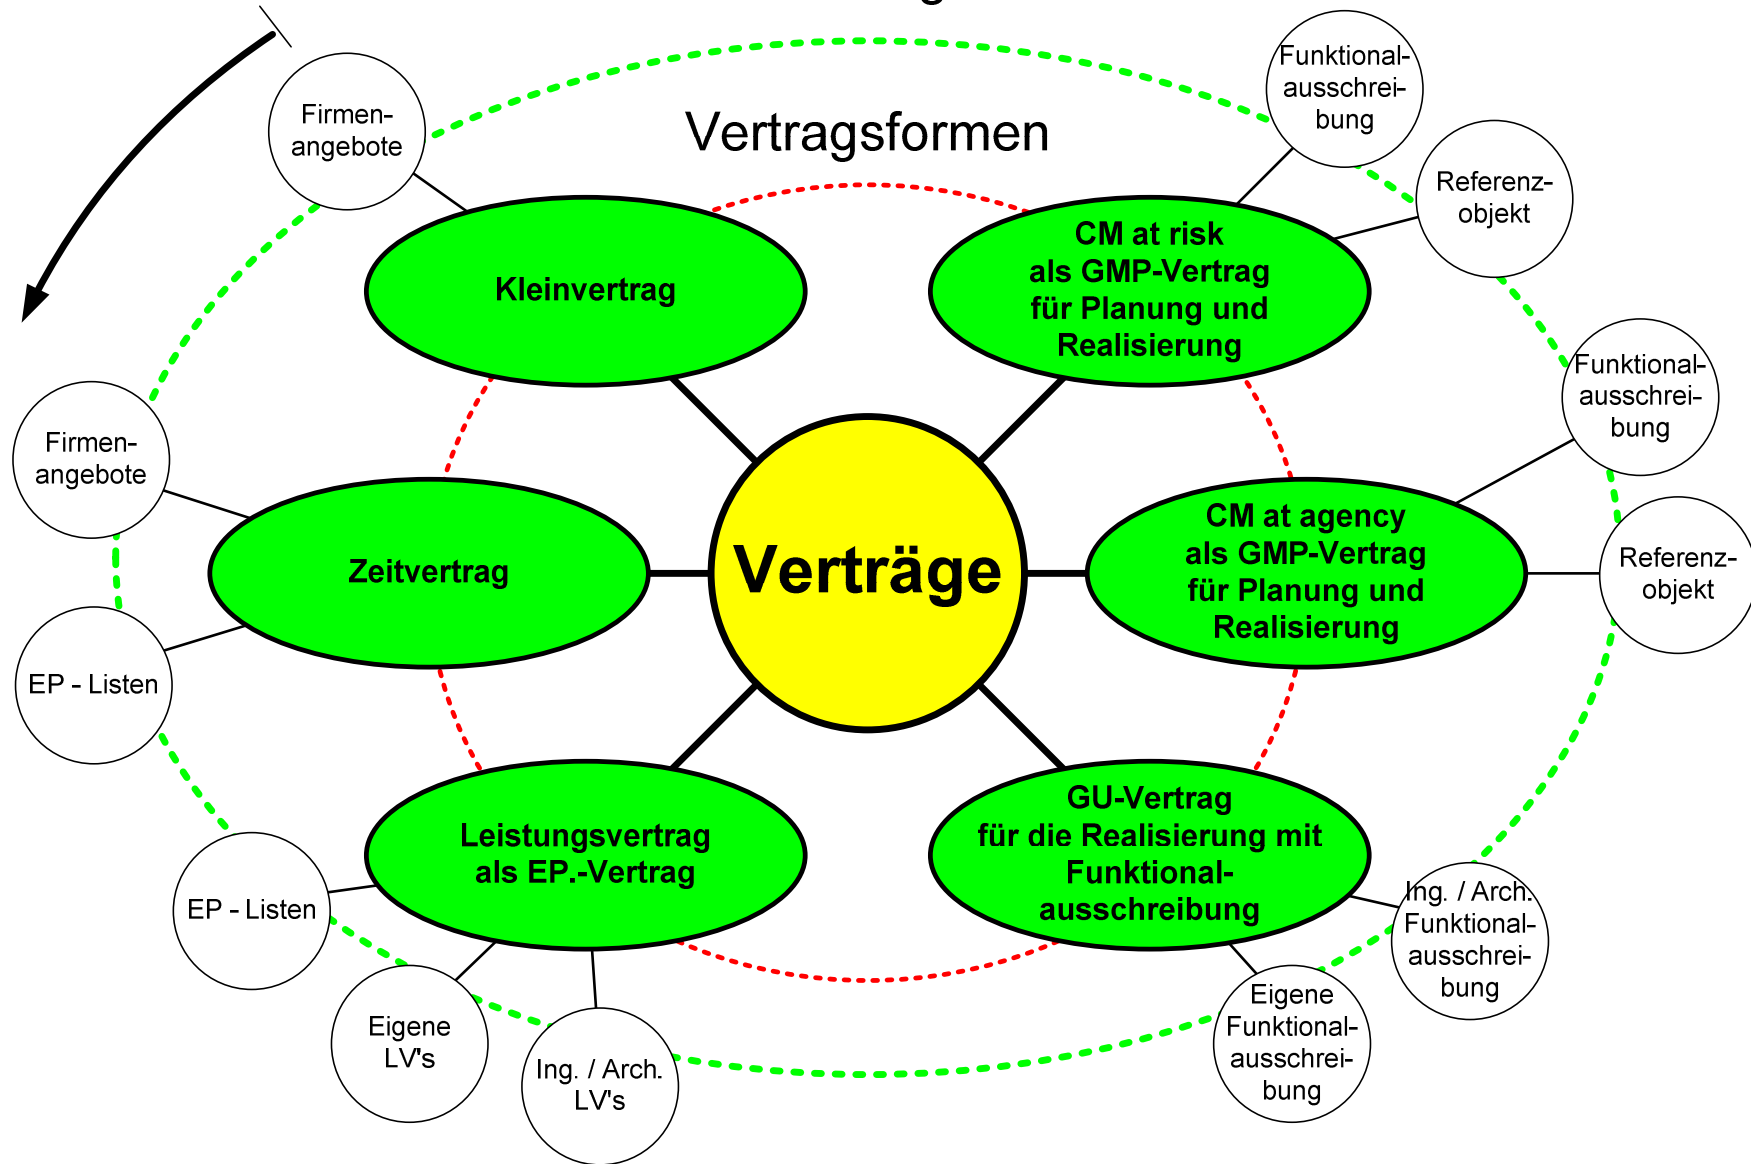 Vertragsformen
Firmen-
angebote
Kleinvertrag
Funktional-
ausschrei-
bung
Referenz-
objekt
CM at risk
als GMP-Vertrag
für Planung und
Realisierung
Firmen-
angebote
Zeitvertrag
EP - Listen
Verträge
Funktional-
ausschrei-
bung
CM at agency
als GMP-Vertrag
für Planung und
Realisierung
Referenz-
objekt
Leistungsvertrag
als EP.-Vertrag
EP - Listen
Eigene
LV's
Ing. / Arch.
LV's
GU-Vertrag
für die Realisierung mit
Funktional-
ausschreibung
Ing. / Arch.
Funktional-
ausschrei-
bung
Eigene
Funktional-
ausschrei-
bung